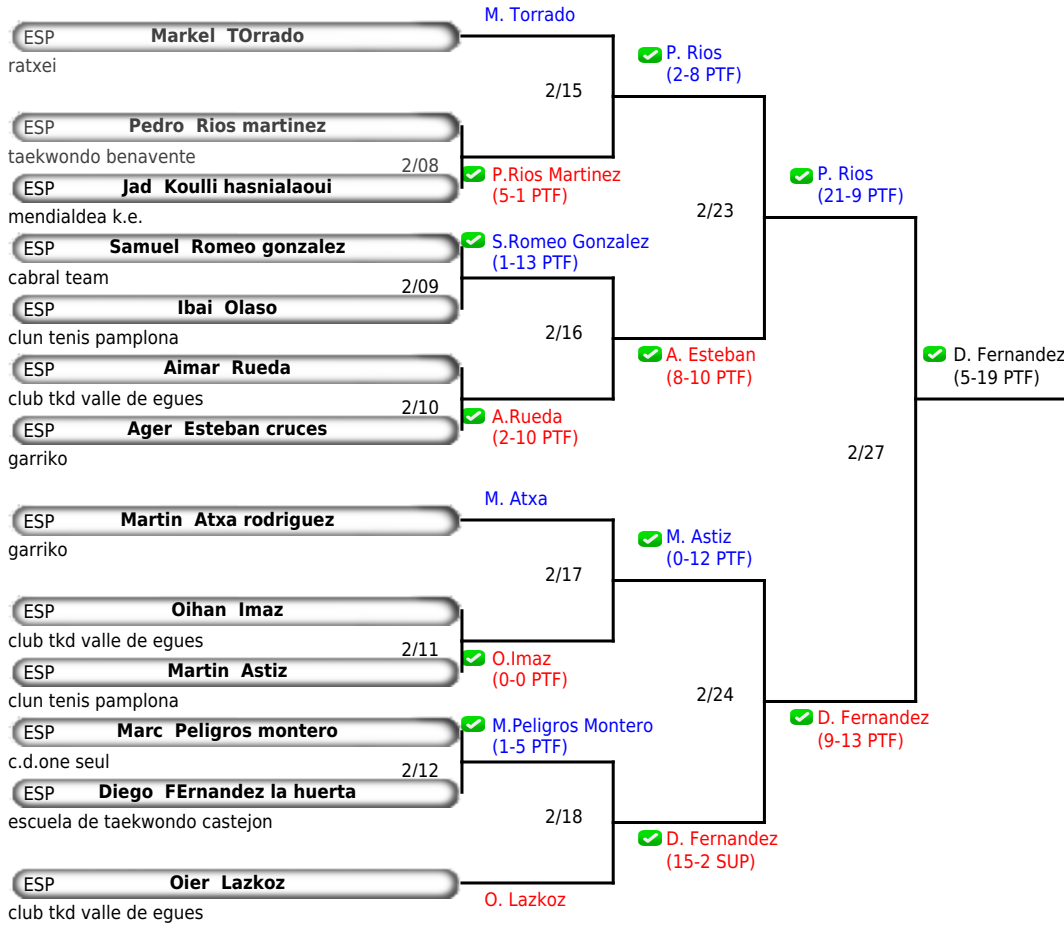 M. Torrado
ESP Markel TOrrado
ratxei
P. Rios
(2-8 PTF)
2/15
ESP Pedro Rios martinez
taekwondo benavente
2/08
P.Rios Martinez
(5-1 PTF)
ESP Jad Koulli hasnialaoui
mendialdea k.e.
P. Rios
(21-9 PTF)
2/23
ESP Samuel Romeo gonzalez
S.Romeo Gonzalez
(1-13 PTF)
cabral team
2/09
ESP Ibai Olaso
clun tenis pamplona
2/16
A. Esteban
(8-10 PTF)
D. Fernandez
(5-19 PTF)
ESP Aimar Rueda
club tkd valle de egues
2/10
A.Rueda
(2-10 PTF)
ESP Ager Esteban cruces
garriko
2/27
M. Atxa
ESP Martin Atxa rodriguez
garriko
M. Astiz
(0-12 PTF)
2/17
ESP Oihan Imaz
club tkd valle de egues
2/11
O.Imaz
(0-0 PTF)
ESP Martin Astiz
clun tenis pamplona
2/24
D. Fernandez
(9-13 PTF)
ESP Marc Peligros montero
M.Peligros Montero
(1-5 PTF)
c.d.one seul
2/12
ESP Diego FErnandez la huerta
escuela de taekwondo castejon
2/18
D. Fernandez
(15-2 SUP)
ESP Oier Lazkoz
O. Lazkoz
club tkd valle de egues